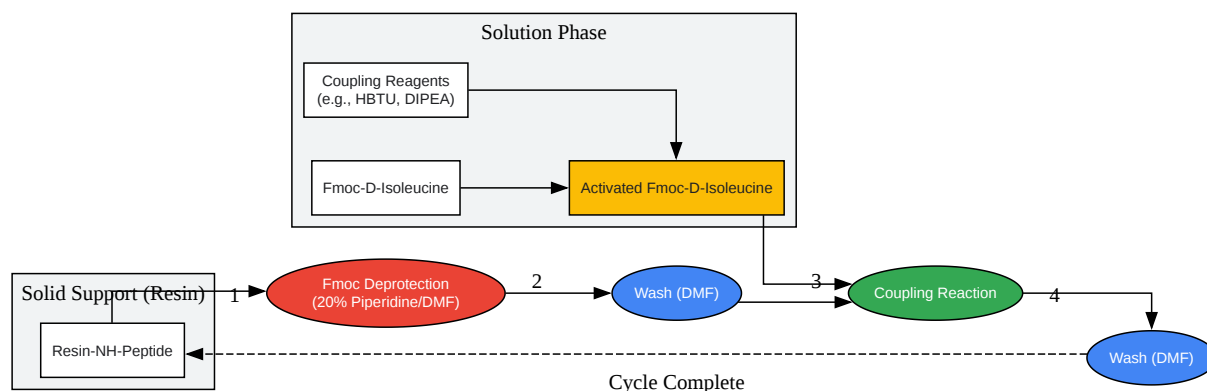 Solution Phase
Coupling Reagents
(e.g., HBTU, DIPEA)
Fmoc-D-Isoleucine
Activated Fmoc-D-Isoleucine
Solid Support (Resin)
1
Fmoc Deprotection
(20% Piperidine/DMF)
2
Wash (DMF)
3
Coupling Reaction
4
Resin-NH-Peptide
Wash (DMF)
Cycle Complete